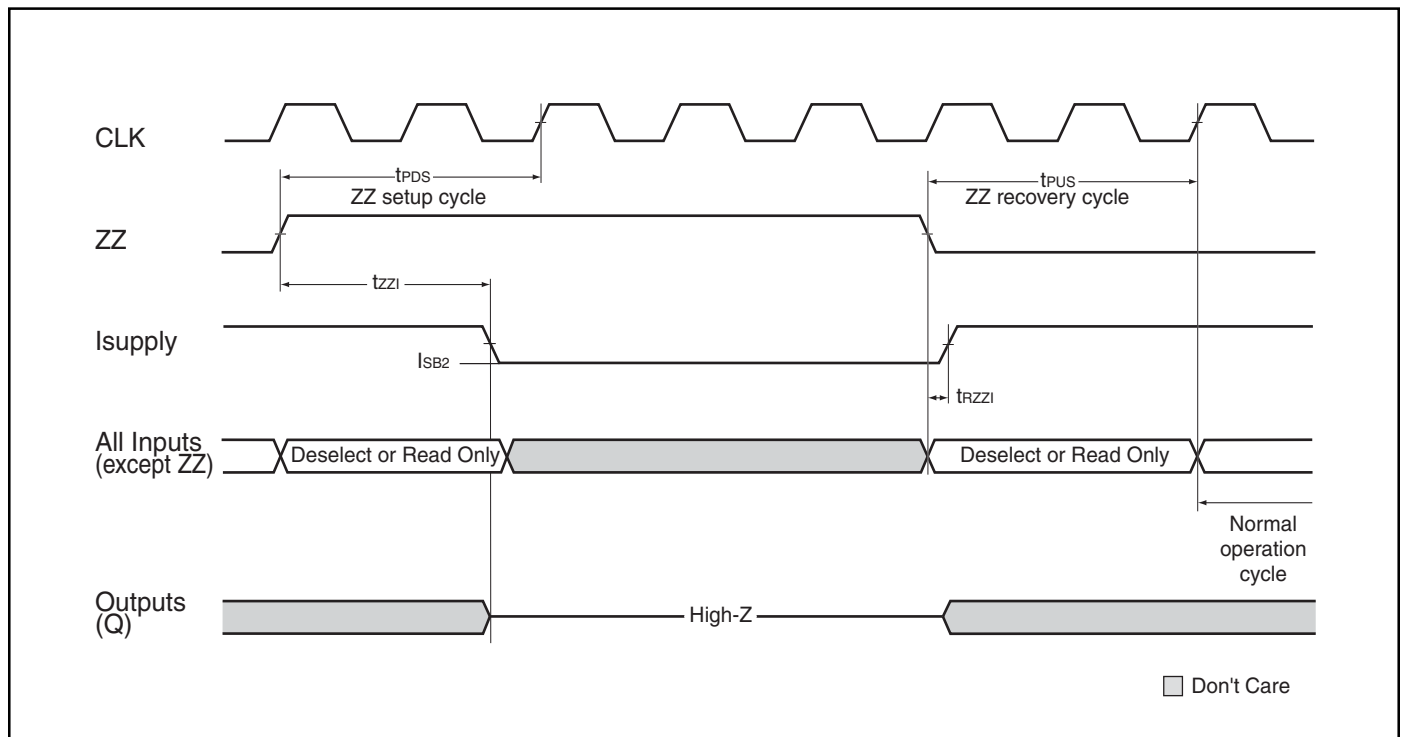 CLK
tPDS
ZZ setup cycle
tPUS
ZZ recovery cycle
ZZ
tZZI
Isupply
ISB2
tRZZI
All Inputs
(except ZZ)
Deselect or Read Only
Deselect or Read Only
Normal
operation
cycle
Outputs
(Q)
High-Z
Don't Care